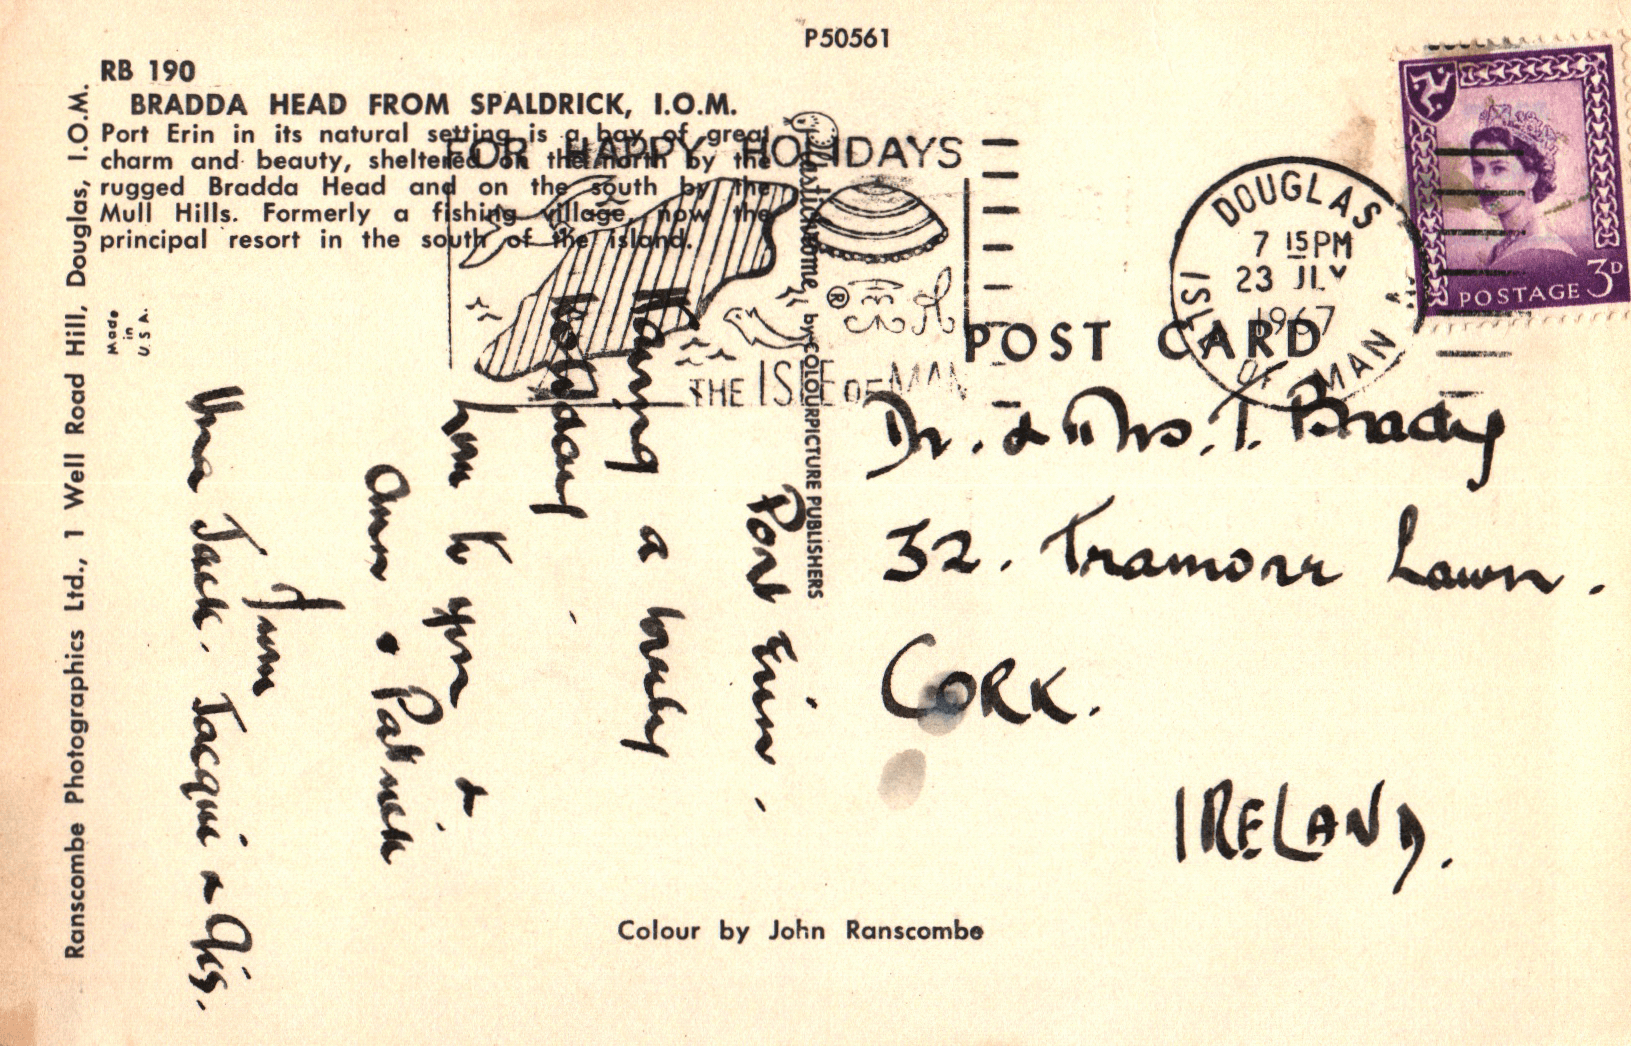 P50561
RB 190
BRADDA HEAD FROM SPALDRICK, I.O.M.
Port Erin in its natural setting is a bay of great
charm and beauty, sheltered on the north by the
rugged Bradda Head and on the south by the
Mull Hills. Formerly a fishing village, now the
principal resort in the south of the island.
Ranscombe Photographics Ltd., 1 Well Road Hill, Douglas, I.O.M.
Made
in
U.S.A.
FOR HAPPY HOLIDAYS
THE ISLE OF MAN
Plastichrome ® by COLOURPICTURE PUBLISHERS
DOUGLAS
7 15PM
23 JLY
1967
ISLE OF MAN
POSTAGE 3D
POST CARD
Port Erin.
Having a lovely
holiday.
Love to you &
Ann & Patrick
From
Una Jack. Jacqui &
Dr. & Mrs. T. Brady
32. Tramore Lawn.
CORK.
IRELAND.
Colour by John Ranscombe